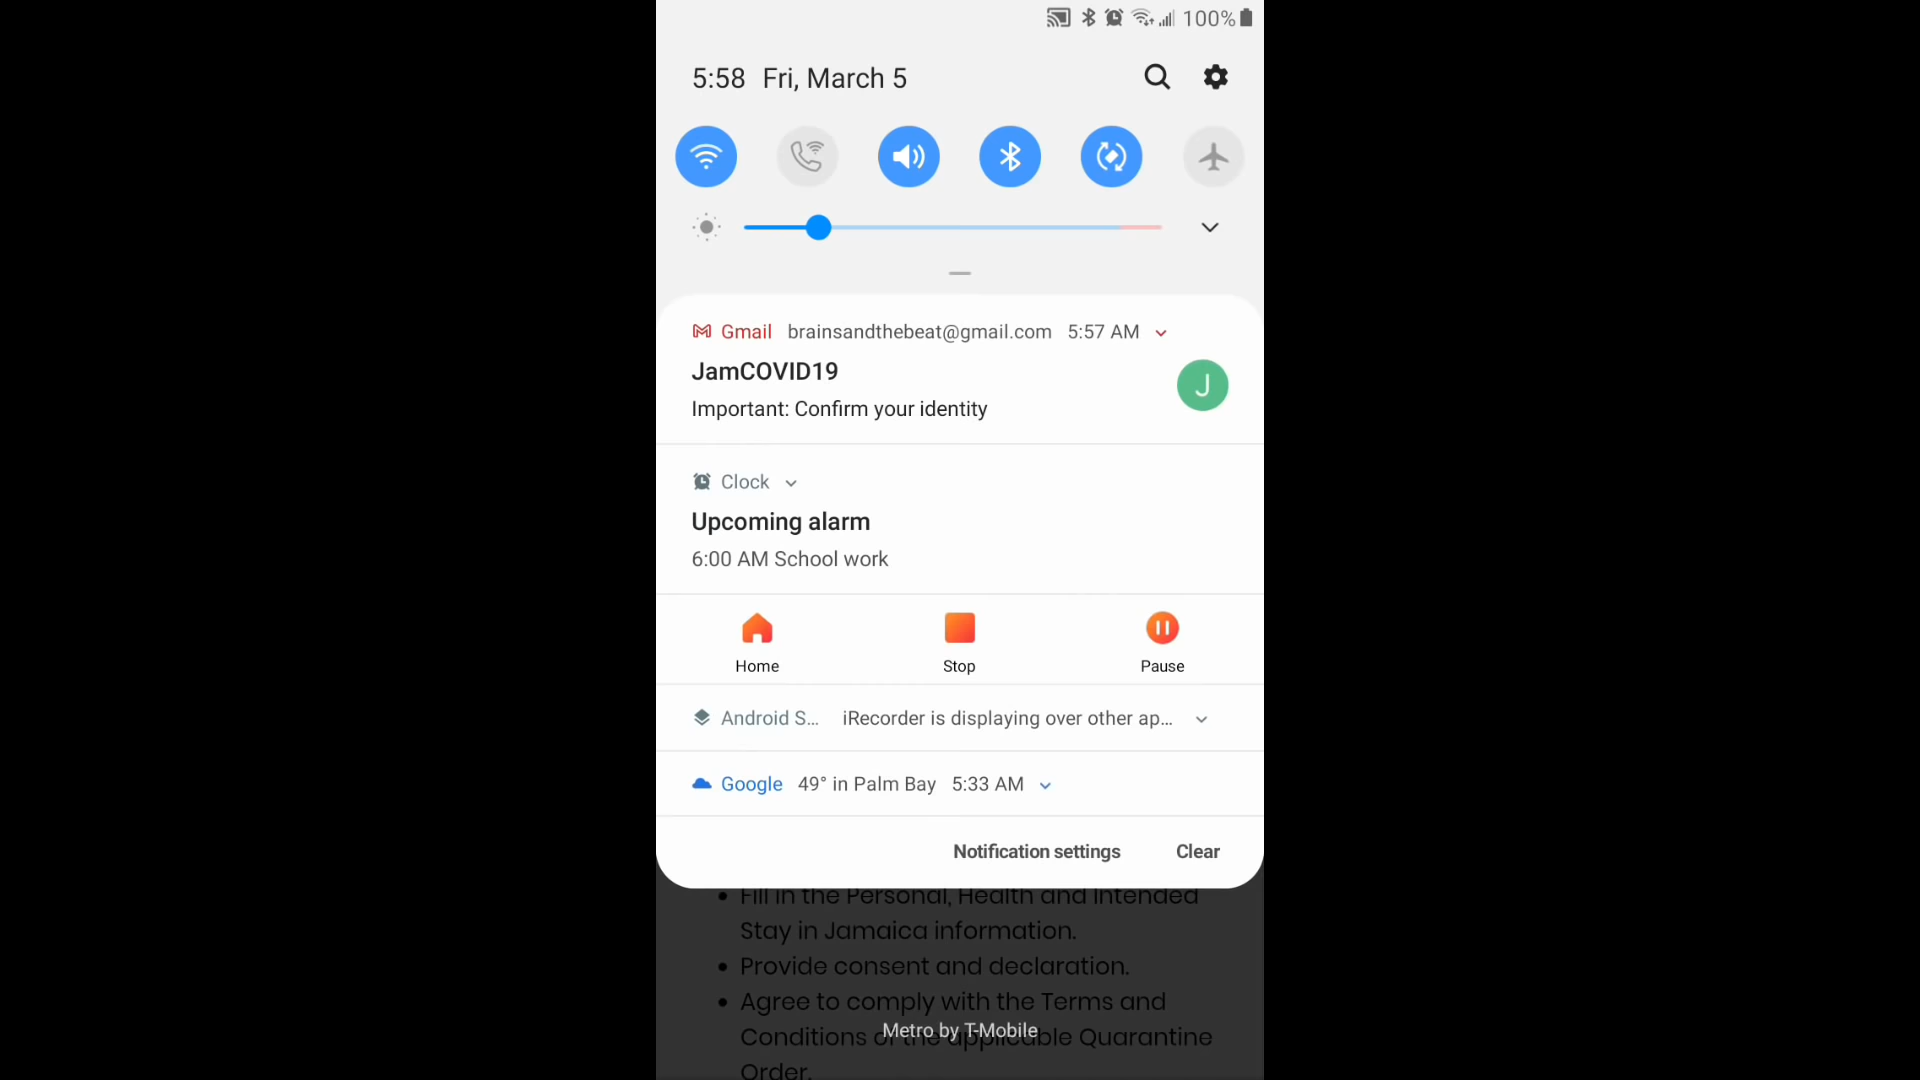 100%
5:58 Fri, March 5
Gmail brainsandthebeat@gmail.com 5:57 AM
JamCOVID19
J
Important: Confirm your identity
Clock
Upcoming alarm
6:00 AM School work
Home Stop Pause
Android S... iRecorder is displaying over other ap...
Google 49° in Palm Bay 5:33 AM
Notification settings Clear
• Fill in the Personal, Health and Intended
Stay in Jamaica information.
• Provide consent and declaration.
• Agree to comply with the Terms and
Metro by T-Mobile
Conditions of the applicable Quarantine
Order.